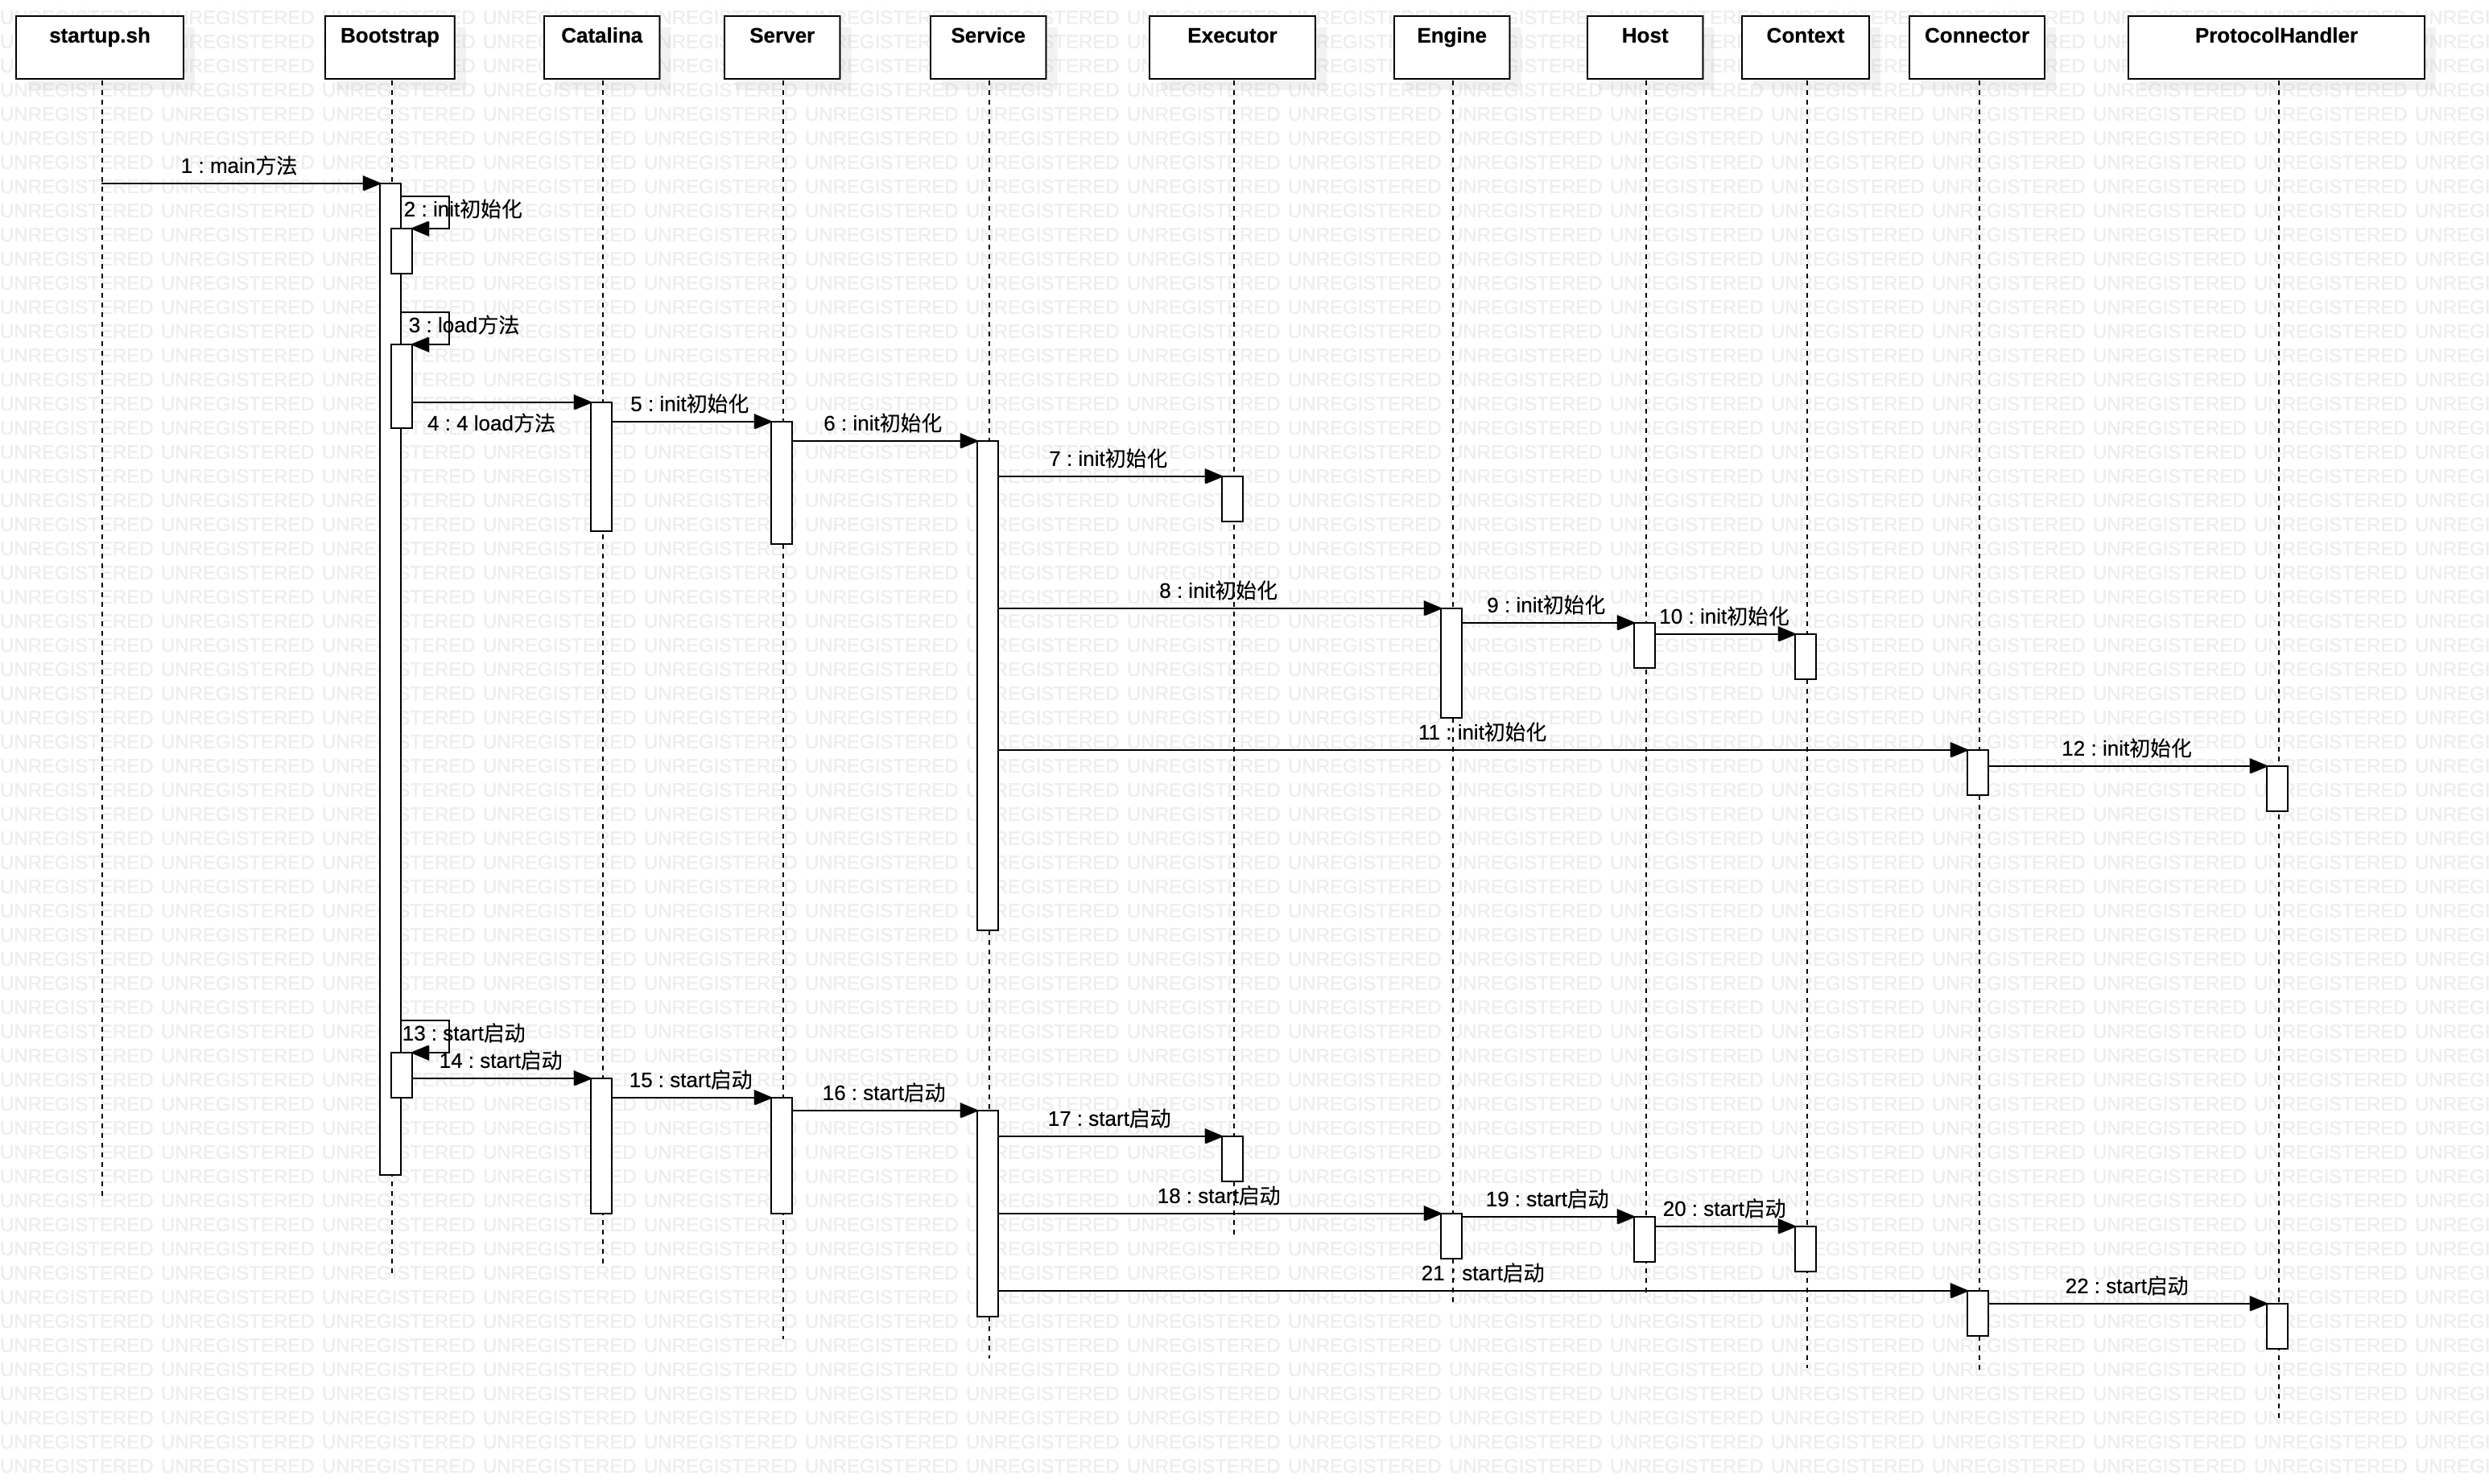 startup.sh
Bootstrap
Catalina
Server
Service
Executor
Engine
Host
Context
Connector
ProtocolHandler
1 : main方法
2 : init初始化
3 : load方法
4 : 4 load方法
5 : init初始化
6 : init初始化
7 : init初始化
8 : init初始化
9 : init初始化
10 : init初始化
11 : init初始化
12 : init初始化
13 : start启动
14 : start启动
15 : start启动
16 : start启动
17 : start启动
18 : start启动
19 : start启动
20 : start启动
21 : start启动
22 : start启动
UNREGISTERED